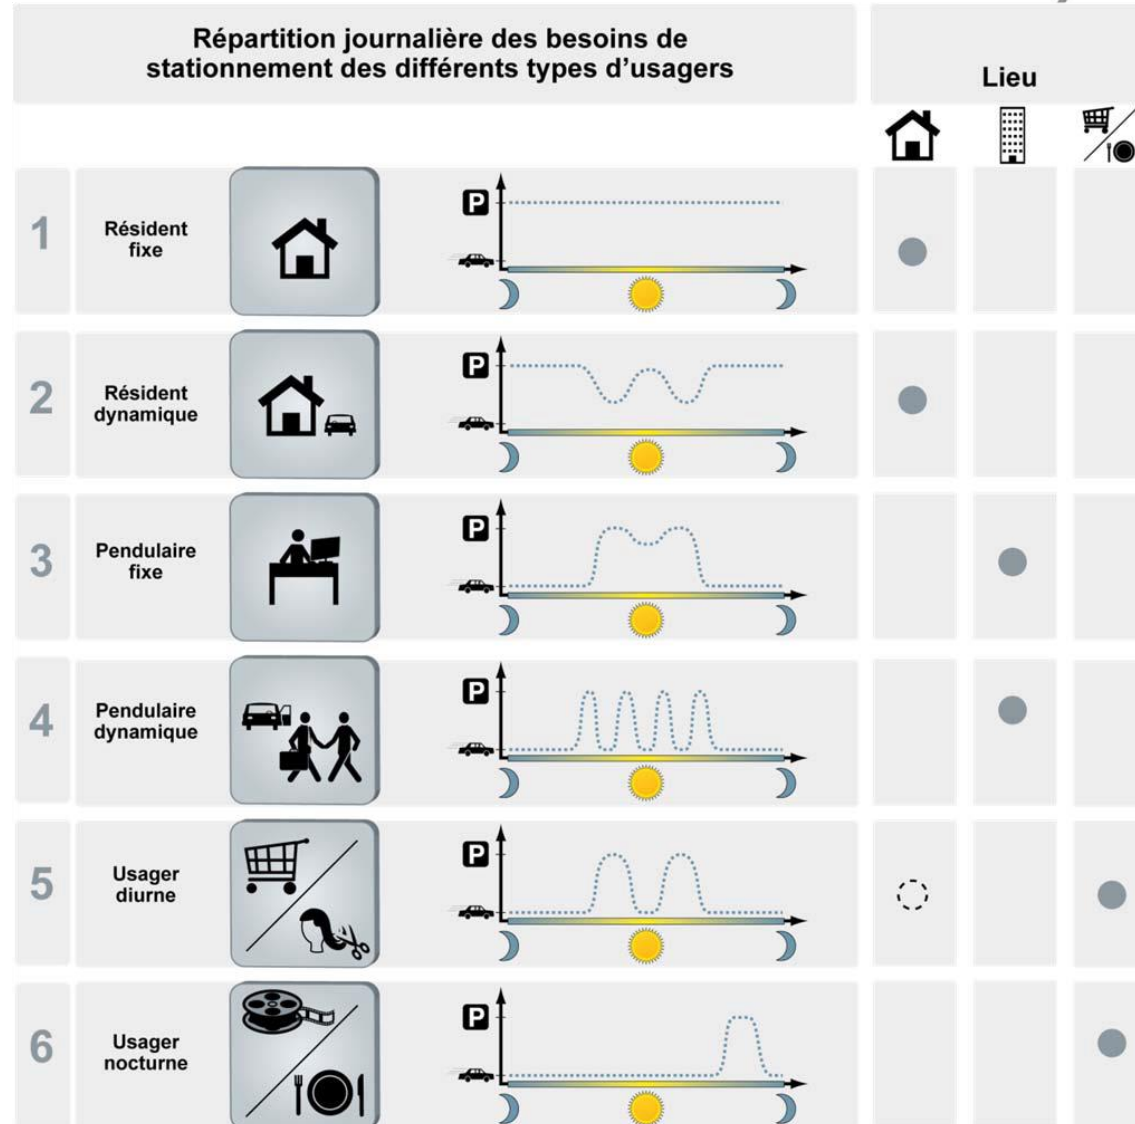 Répartition journalière des besoins de
stationnement des différents types d'usagers
Lieu
1
Résident
fixe
P
2
Résident
dynamique
P
3
Pendulaire
fixe
P
4
Pendulaire
dynamique
P
5
Usager
diurne
P
6
Usager
nocturne
P